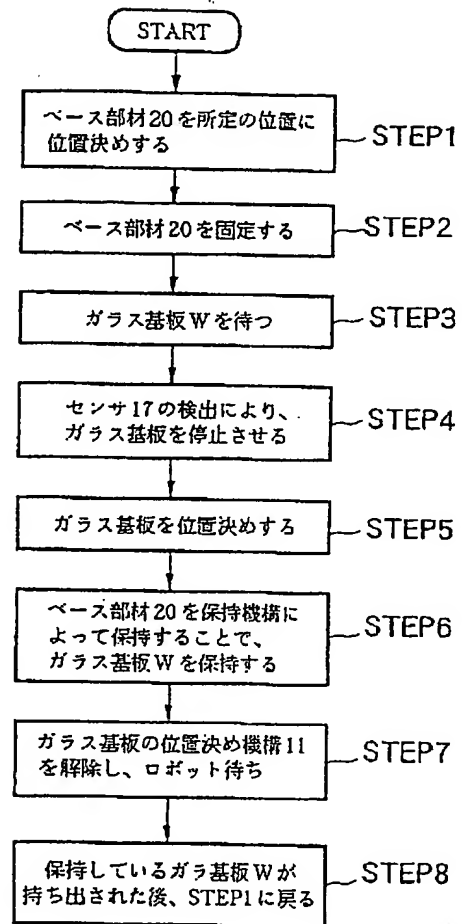 START
ベース部材20を所定の位置に
位置決めする
STEP1
ベース部材20を固定する
STEP2
ガラス基板Wを待つ
STEP3
センサ17の検出により、
ガラス基板を停止させる
STEP4
ガラス基板を位置決めする
STEP5
ベース部材20を保持機構に
よって保持することで、
ガラス基板Wを保持する
STEP6
ガラス基板の位置決め機構11
を解除し、ロボット待ち
STEP7
保持しているガラ基板Wが
持ち出された後、STEP1に戻る
STEP8